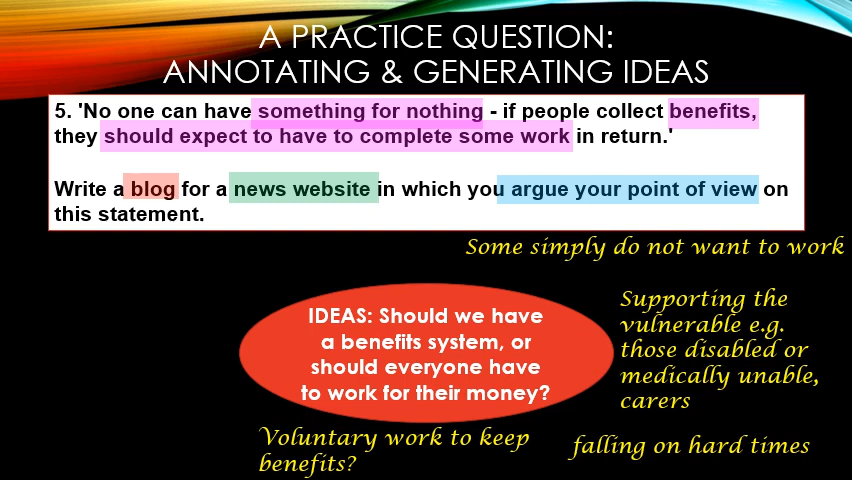 A PRACTICE QUESTION:
ANNOTATING & GENERATING IDEAS
5. 'No one can have something for nothing - if people collect benefits,
they should expect to have to complete some work in return.'
Write a blog for a news website in which you argue your point of view on
this statement.
Some simply do not want to work
IDEAS: Should we have
a benefits system, or
should everyone have
to work for their money?
Supporting the
vulnerable e.g.
those disabled or
medically unable,
carers
Voluntary work to keep
benefits?
falling on hard times